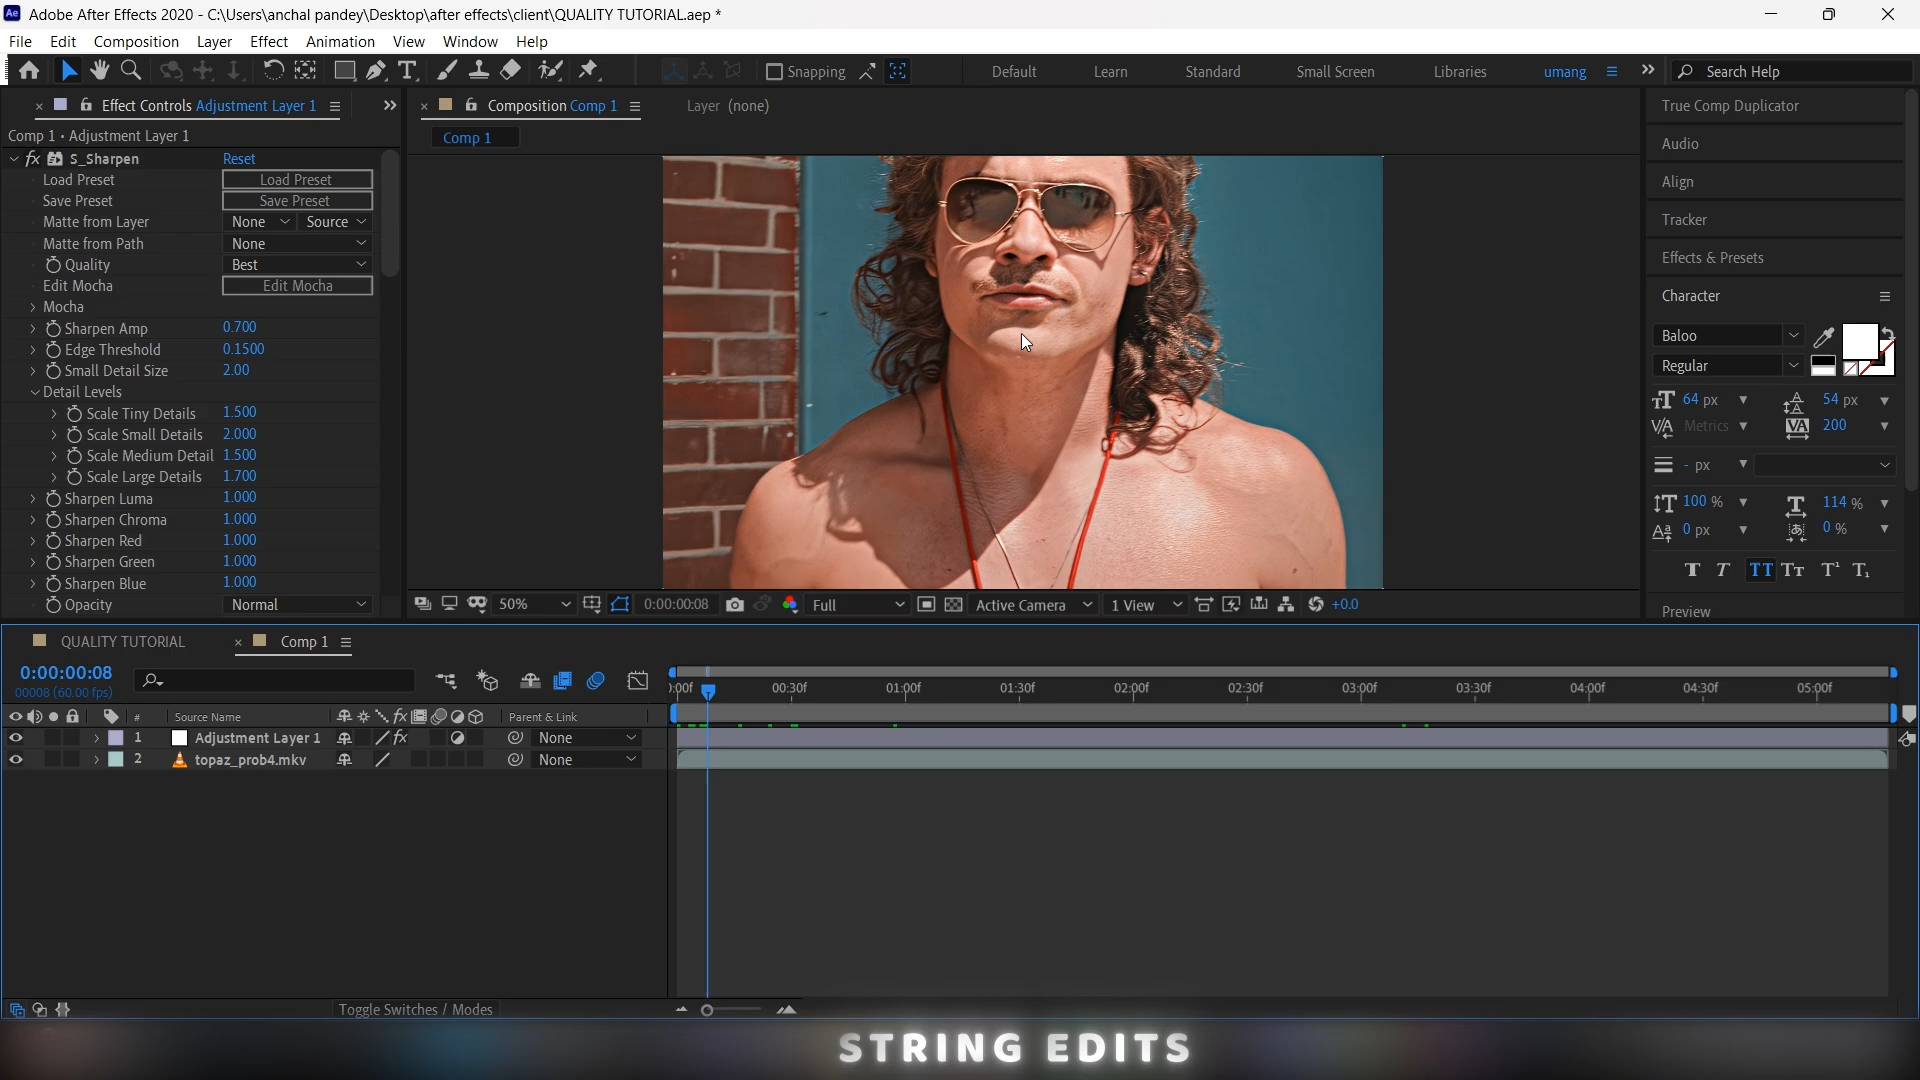 Adobe After Effects 2020 - C:\Users\anchal pandey\Desktop\after effects\client\QUALITY TUTORIAL.aep *
File Edit Composition Layer Effect Animation View Window Help
Snapping Default Learn Standard Small Screen Libraries umang Search Help
Effect Controls Adjustment Layer 1
Comp 1 • Adjustment Layer 1
fx S_Sharpen Reset
Load Preset Load Preset
Save Preset Save Preset
Matte from Layer None Source
Matte from Path None
Quality Best
Edit Mocha Edit Mocha
Mocha
Sharpen Amp 0.700
Edge Threshold 0.1500
Small Detail Size 2.00
Detail Levels
Scale Tiny Details 1.500
Scale Small Details 2.000
Scale Medium Detail 1.500
Scale Large Details 1.700
Sharpen Luma 1.000
Sharpen Chroma 1.000
Sharpen Red 1.000
Sharpen Green 1.000
Sharpen Blue 1.000
Opacity Normal
Composition Comp 1 Layer (none)
Comp 1
50% 0:00:00:08 Full Active Camera 1 View +0.0
True Comp Duplicator
Audio
Align
Tracker
Effects & Presets
Character
Baloo
Regular
64 px 54 px
Metrics 200
- px
100 % 114 %
0 px 0 %
T T TT Tt T¹ T₁
Preview
QUALITY TUTORIAL Comp 1
0:00:00:08
00008 (60.00 fps)
):00f 00:30f 01:00f 01:30f 02:00f 02:30f 03:00f 03:30f 04:00f 04:30f 05:00f
# Source Name fx Parent & Link
1 Adjustment Layer 1 fx None
2 topaz_prob4.mkv None
Toggle Switches / Modes
STRING EDITS